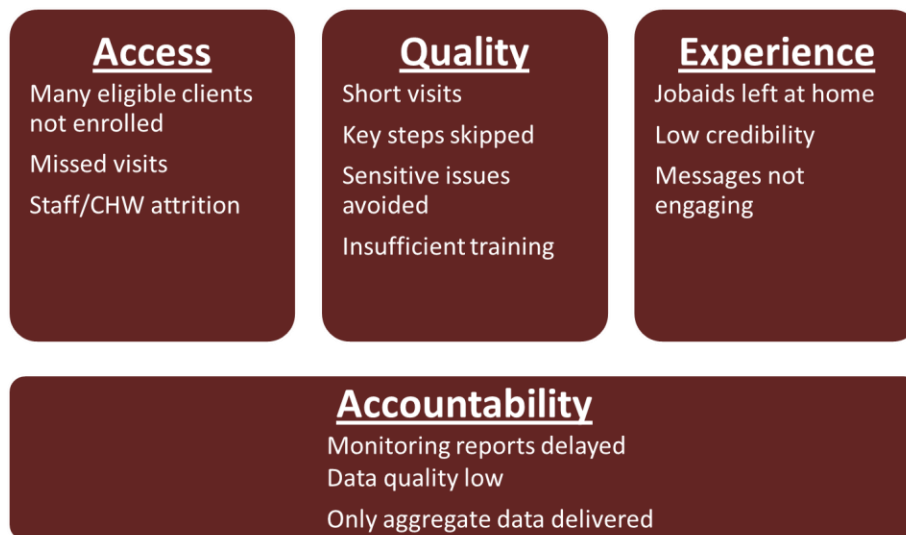 Access
Many eligible clients
not enrolled
Missed visits
Staff/CHW attrition
Quality
Short visits
Key steps skipped
Sensitive issues
avoided
Insufficient training
Experience
Jobaids left at home
Low credibility
Messages not
engaging
Accountability
Monitoring reports delayed
Data quality low
Only aggregate data delivered